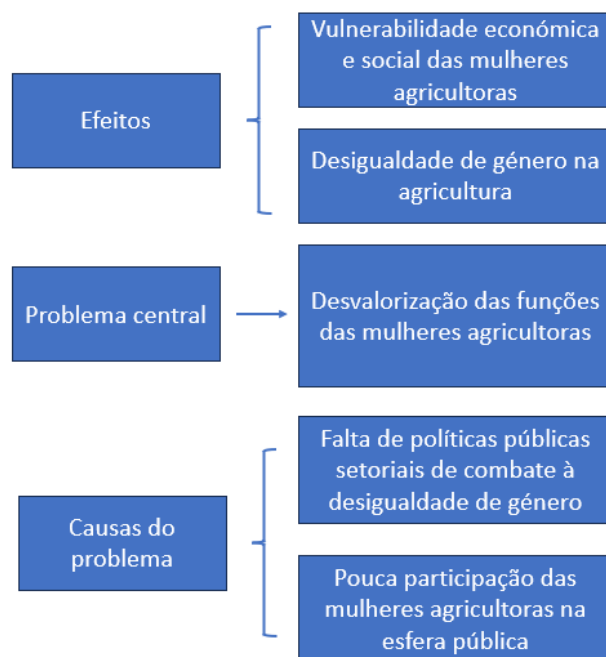 Efeitos
Vulnerabilidade económica
e social das mulheres
agricultoras
Desigualdade de género na
agricultura
Problema central
Desvalorização das funções
das mulheres agricultoras
Causas do
problema
Falta de políticas públicas
setoriais de combate à
desigualdade de género
Pouca participação das
mulheres agricultoras na
esfera pública